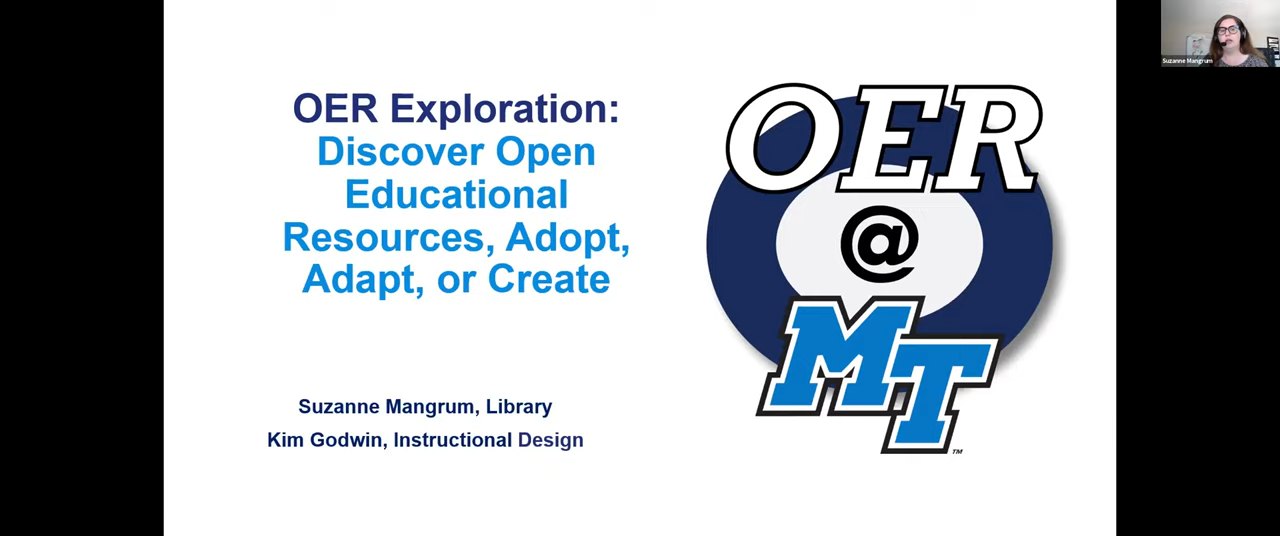 OER Exploration:
Discover Open
Educational
Resources, Adopt,
Adapt, or Create
Suzanne Mangrum, Library
Kim Godwin, Instructional Design
OER
@
MT
TM
Suzanne Mangrum